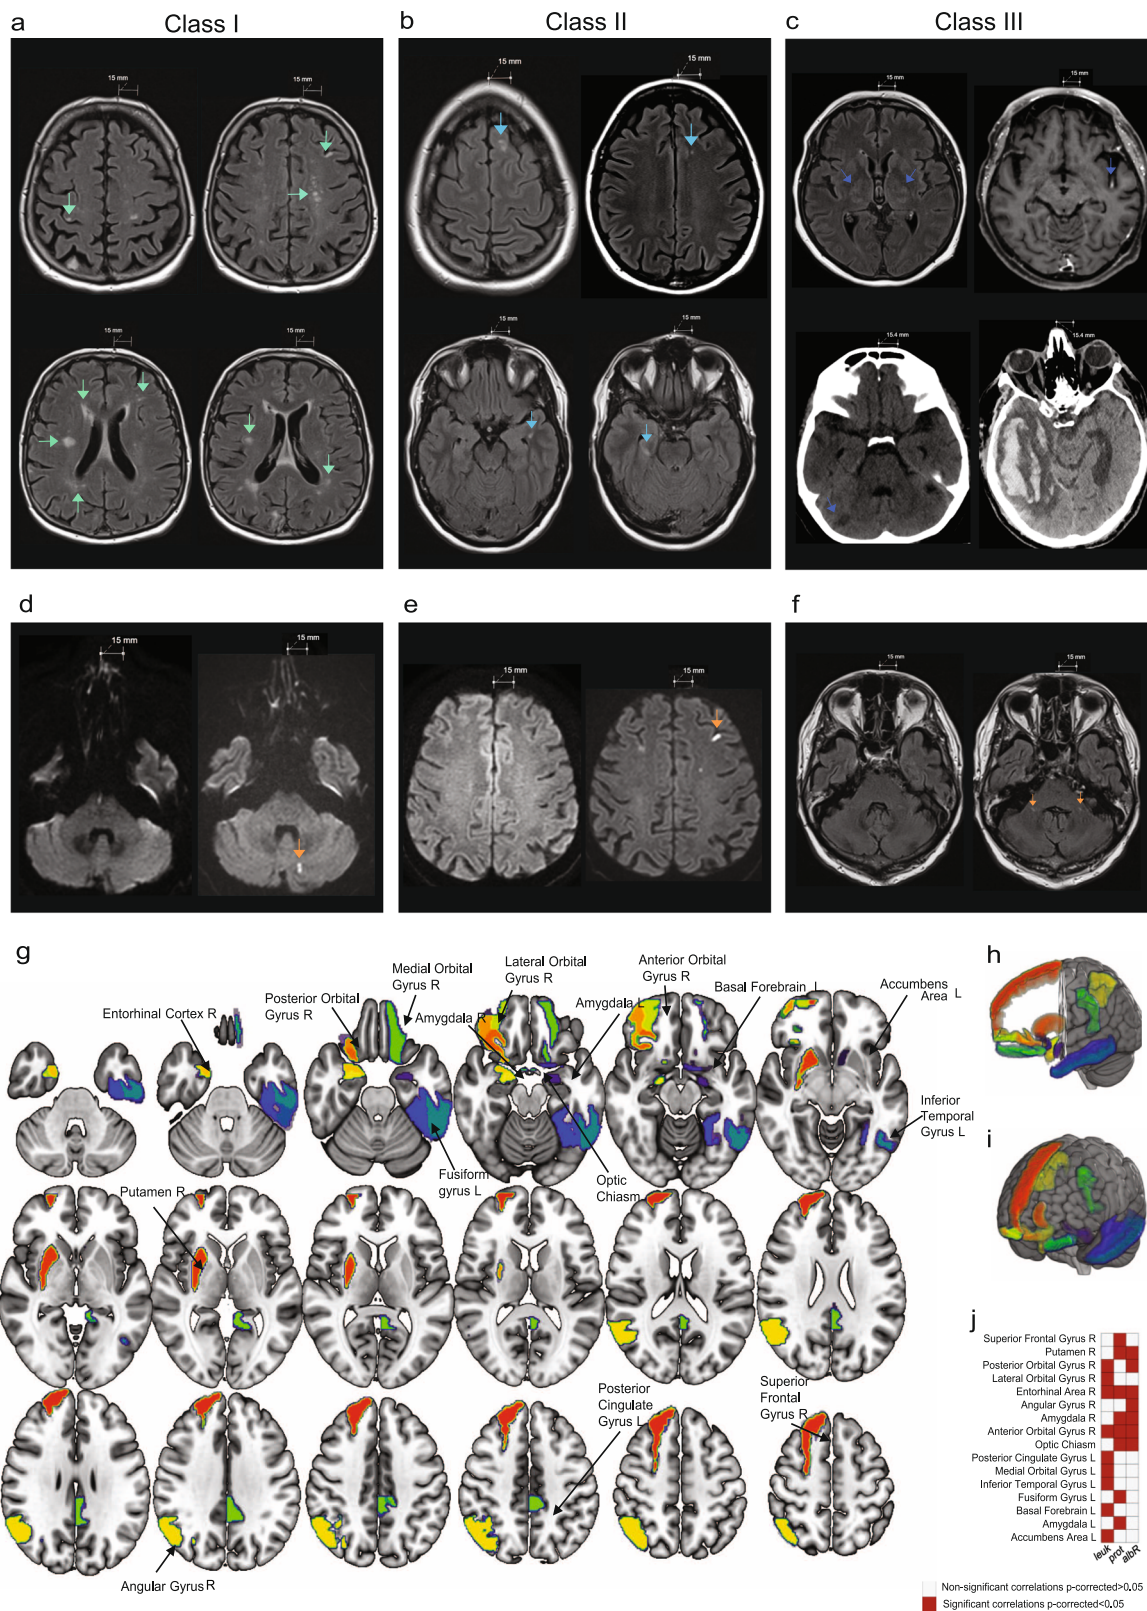 a
Class I
b
Class II
c
Class III
15 mm
15 mm
15 mm
15 mm
15 mm
15 mm
15 mm
15 mm
15 mm
15 mm
15 mm
15 mm
15.4 mm
15.4 mm
d
e
f
15 mm
15 mm
15 mm
15 mm
15 mm
15 mm
g
Entorhinal Cortex R
Posterior Orbital
Gyrus R
Medial Orbital
Gyrus R
Amygdala R
Lateral Orbital
Gyrus R
Amygdala L
Anterior Orbital
Gyrus R
Basal Forebrain L
Accumbens
Area L
Inferior
Temporal
Gyrus L
Fusiform
gyrus L
Optic
Chiasm
Putamen R
Posterior
Cingulate
Gyrus L
Superior
Frontal
Gyrus R
Angular Gyrus R
h
i
j
Superior Frontal Gyrus R
Putamen R
Posterior Orbital Gyrus R
Lateral Orbital Gyrus R
Entorhinal Area R
Angular Gyrus R
Amygdala R
Anterior Orbital Gyrus R
Optic Chiasm
Posterior Cingulate Gyrus L
Medial Orbital Gyrus L
Inferior Temporal Gyrus L
Fusiform Gyrus L
Basal Forebrain L
Amygdala L
Accumbens Area L
leuk prot albR
Non-significant correlations p-corrected>0.05
Significant correlations p-corrected<0.05